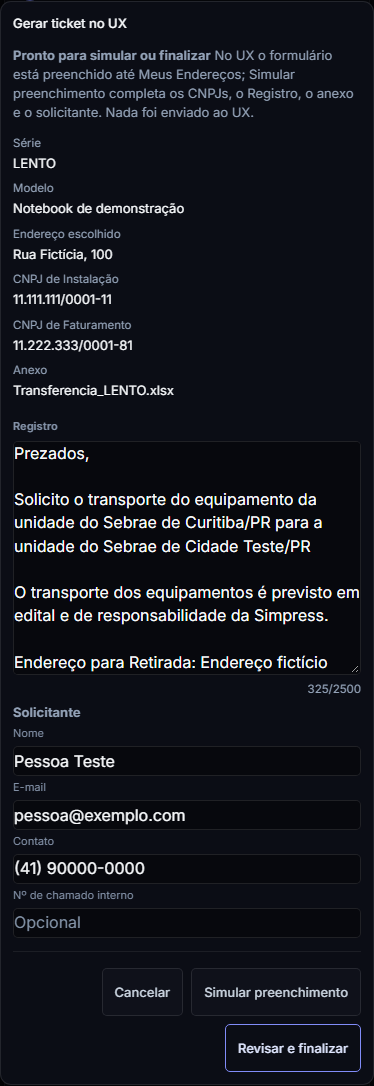 Gerar ticket no UX
Pronto para simular ou finalizar No UX o formulário
está preenchido até Meus Endereços; Simular
preenchimento completa os CNPJs, o Registro, o anexo
e o solicitante. Nada foi enviado ao UX.
Série
LENTO
Modelo
Notebook de demonstração
Endereço escolhido
Rua Fictícia, 100
CNPJ de Instalação
11.111.111/0001-11
CNPJ de Faturamento
11.222.333/0001-81
Anexo
Transferencia_LENTO.xlsx
Registro
Prezados,
Solicito o transporte do equipamento da
unidade do Sebrae de Curitiba/PR para a
unidade do Sebrae de Cidade Teste/PR
O transporte dos equipamentos é previsto em
edital e de responsabilidade da Simpress.
Endereço para Retirada: Endereço fictício
325/2500
Solicitante
Nome
Pessoa Teste
E-mail
pessoa@exemplo.com
Contato
(41) 90000-0000
Nº de chamado interno
Opcional
Cancelar
Simular preenchimento
Revisar e finalizar